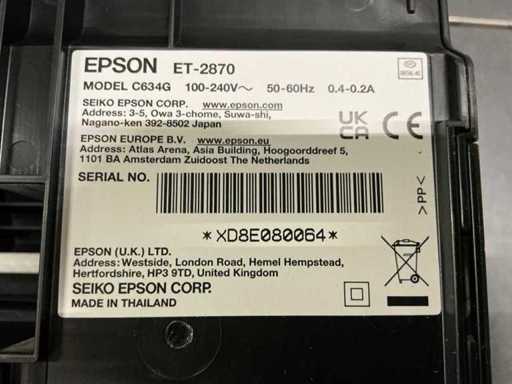 EPSON ET-2870
MODEL C634G 100-240V~ 50-60Hz 0.4-0.2A
SEIKO EPSON CORP. www.epson.com
Address: 3-5, Owa 3-chome, Suwa-shi,
Nagano-ken 392-8502 Japan
EPSON EUROPE B.V. www.epson.eu
Address: Atlas Arena, Asia Building, Hoogoorddreef 5,
1101 BA Amsterdam Zuidoost The Netherlands
SERIAL NO.
*XD8E080064*
UK
CA
CE
>PP<
EPSON (U.K.) LTD.
Address: Westside, London Road, Hemel Hempstead,
Hertfordshire, HP3 9TD, United Kingdom
SEIKO EPSON CORP.
MADE IN THAILAND